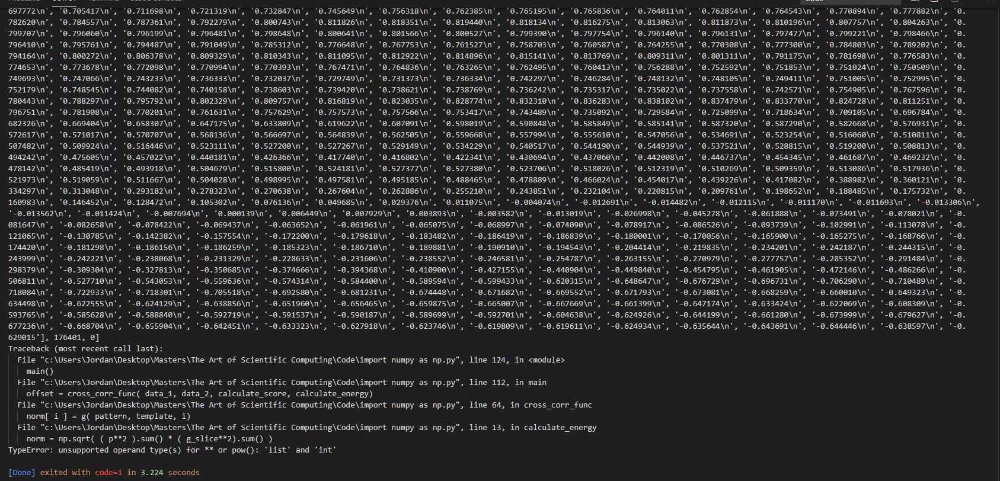 697772\n', '0.705417\n', '0.711698\n', '0.721319\n', '0.732847\n', '0.745649\n', '0.756318\n', '0.762385\n', '0.765195\n', '0.765836\n', '0.764011\n', '0.762854\n', '0.764543\n', '0.770894\n', '0.777882\n', '0.
782620\n', '0.784557\n', '0.787361\n', '0.792279\n', '0.800743\n', '0.811826\n', '0.818351\n', '0.819440\n', '0.818134\n', '0.816275\n', '0.813063\n', '0.811873\n', '0.810196\n', '0.807757\n', '0.804263\n', '0.
799707\n', '0.796060\n', '0.796199\n', '0.796481\n', '0.798648\n', '0.800641\n', '0.801566\n', '0.800527\n', '0.799390\n', '0.797754\n', '0.796140\n', '0.796131\n', '0.797477\n', '0.799221\n', '0.798466\n', '0.
796410\n', '0.795761\n', '0.794487\n', '0.791049\n', '0.785312\n', '0.776648\n', '0.767753\n', '0.761527\n', '0.758703\n', '0.760587\n', '0.764255\n', '0.770308\n', '0.777300\n', '0.784803\n', '0.789202\n', '0.
794164\n', '0.800272\n', '0.806378\n', '0.809329\n', '0.810343\n', '0.811095\n', '0.812922\n', '0.814896\n', '0.815141\n', '0.813769\n', '0.809311\n', '0.801311\n', '0.791175\n', '0.781698\n', '0.776583\n', '0.
774653\n', '0.773678\n', '0.772098\n', '0.770994\n', '0.770393\n', '0.767471\n', '0.764836\n', '0.763265\n', '0.762495\n', '0.760413\n', '0.756288\n', '0.752592\n', '0.751853\n', '0.751024\n', '0.750509\n', '0.
749693\n', '0.747066\n', '0.743233\n', '0.736333\n', '0.732037\n', '0.729749\n', '0.731373\n', '0.736334\n', '0.742297\n', '0.746284\n', '0.748132\n', '0.748105\n', '0.749411\n', '0.751005\n', '0.752995\n', '0.
752179\n', '0.748545\n', '0.744082\n', '0.740158\n', '0.738603\n', '0.739420\n', '0.738621\n', '0.738769\n', '0.736242\n', '0.735317\n', '0.735022\n', '0.737558\n', '0.742571\n', '0.754905\n', '0.767596\n', '0.
780443\n', '0.788297\n', '0.795792\n', '0.802329\n', '0.809757\n', '0.816819\n', '0.823035\n', '0.828774\n', '0.832310\n', '0.836283\n', '0.838102\n', '0.837479\n', '0.833770\n', '0.824728\n', '0.811251\n', '0.
796751\n', '0.781908\n', '0.770201\n', '0.761631\n', '0.757629\n', '0.757573\n', '0.757566\n', '0.753417\n', '0.743489\n', '0.735092\n', '0.729584\n', '0.725099\n', '0.718634\n', '0.709105\n', '0.696784\n', '0.
682326\n', '0.669404\n', '0.658307\n', '0.647175\n', '0.633809\n', '0.619622\n', '0.607091\n', '0.598019\n', '0.590848\n', '0.585849\n', '0.585141\n', '0.587320\n', '0.587290\n', '0.582668\n', '0.576931\n', '0.
572617\n', '0.571017\n', '0.570707\n', '0.568136\n', '0.566697\n', '0.564839\n', '0.562505\n', '0.559668\n', '0.557994\n', '0.555610\n', '0.547056\n', '0.534691\n', '0.523254\n', '0.516060\n', '0.510811\n', '0.
507482\n', '0.509924\n', '0.516446\n', '0.523111\n', '0.527200\n', '0.527267\n', '0.529149\n', '0.534229\n', '0.540517\n', '0.544190\n', '0.544939\n', '0.537521\n', '0.528815\n', '0.519200\n', '0.508813\n', '0.
494242\n', '0.475605\n', '0.457022\n', '0.440181\n', '0.426366\n', '0.417740\n', '0.416802\n', '0.422341\n', '0.430694\n', '0.437060\n', '0.442008\n', '0.446737\n', '0.454345\n', '0.461687\n', '0.469232\n', '0.
478142\n', '0.485419\n', '0.493918\n', '0.504679\n', '0.515800\n', '0.524181\n', '0.527377\n', '0.527380\n', '0.523706\n', '0.518026\n', '0.512319\n', '0.510269\n', '0.509359\n', '0.513086\n', '0.517936\n', '0.
521973\n', '0.519059\n', '0.511667\n', '0.504028\n', '0.498995\n', '0.497581\n', '0.495185\n', '0.488465\n', '0.478889\n', '0.466024\n', '0.454017\n', '0.439226\n', '0.417082\n', '0.388982\n', '0.360121\n', '0.
334297\n', '0.313048\n', '0.293182\n', '0.278323\n', '0.270638\n', '0.267604\n', '0.262886\n', '0.255210\n', '0.243851\n', '0.232104\n', '0.220815\n', '0.209761\n', '0.198652\n', '0.188485\n', '0.175732\n', '0.
160983\n', '0.146452\n', '0.128472\n', '0.105302\n', '0.076136\n', '0.049685\n', '0.029376\n', '0.011075\n', '-0.004074\n', '-0.012691\n', '-0.014482\n', '-0.012115\n', '-0.011170\n', '-0.011693\n', '-0.013306\n',
'-0.013562\n', '-0.011424\n', '-0.007694\n', '0.000139\n', '0.006449\n', '0.007929\n', '0.003893\n', '-0.003582\n', '-0.013019\n', '-0.026998\n', '-0.045278\n', '-0.061888\n', '-0.073491\n', '-0.078021\n', '-0.
081647\n', '-0.082658\n', '-0.078422\n', '-0.069437\n', '-0.063652\n', '-0.061961\n', '-0.065075\n', '-0.068997\n', '-0.074090\n', '-0.078917\n', '-0.086526\n', '-0.093739\n', '-0.102991\n', '-0.113078\n', '-0.
121065\n', '-0.130785\n', '-0.142382\n', '-0.157554\n', '-0.172200\n', '-0.179618\n', '-0.183482\n', '-0.186419\n', '-0.186839\n', '-0.180001\n', '-0.170056\n', '-0.165900\n', '-0.165275\n', '-0.168766\n', '-0.
174420\n', '-0.181298\n', '-0.186156\n', '-0.186259\n', '-0.185323\n', '-0.186710\n', '-0.189881\n', '-0.190910\n', '-0.194543\n', '-0.204414\n', '-0.219835\n', '-0.234201\n', '-0.242187\n', '-0.244315\n', '-0.
243999\n', '-0.242221\n', '-0.238068\n', '-0.231329\n', '-0.228633\n', '-0.231606\n', '-0.238552\n', '-0.246581\n', '-0.254787\n', '-0.263155\n', '-0.270979\n', '-0.277757\n', '-0.285352\n', '-0.291484\n', '-0.
298379\n', '-0.309304\n', '-0.327813\n', '-0.350685\n', '-0.374666\n', '-0.394368\n', '-0.410900\n', '-0.427155\n', '-0.440904\n', '-0.449840\n', '-0.454795\n', '-0.461905\n', '-0.472146\n', '-0.486266\n', '-0.
506811\n', '-0.527710\n', '-0.543053\n', '-0.559636\n', '-0.574314\n', '-0.584400\n', '-0.589594\n', '-0.599433\n', '-0.620315\n', '-0.648647\n', '-0.676729\n', '-0.696731\n', '-0.706290\n', '-0.710489\n', '-0.
718084\n', '-0.722933\n', '-0.718301\n', '-0.705518\n', '-0.692580\n', '-0.681231\n', '-0.674448\n', '-0.671682\n', '-0.669552\n', '-0.671793\n', '-0.673081\n', '-0.668259\n', '-0.660010\n', '-0.649323\n', '-0.
634498\n', '-0.622555\n', '-0.624129\n', '-0.638856\n', '-0.651960\n', '-0.656465\n', '-0.659875\n', '-0.665007\n', '-0.667669\n', '-0.661399\n', '-0.647174\n', '-0.633424\n', '-0.622069\n', '-0.608309\n', '-0.
593765\n', '-0.585628\n', '-0.588840\n', '-0.592719\n', '-0.591537\n', '-0.590187\n', '-0.589699\n', '-0.592701\n', '-0.604638\n', '-0.624926\n', '-0.644199\n', '-0.661280\n', '-0.673999\n', '-0.679627\n', '-0.
677236\n', '-0.668704\n', '-0.655904\n', '-0.642451\n', '-0.633323\n', '-0.627918\n', '-0.623746\n', '-0.619809\n', '-0.619611\n', '-0.624934\n', '-0.635644\n', '-0.643691\n', '-0.644446\n', '-0.638597\n', '-0.
629015'], 176401, 0]
Traceback (most recent call last):
File "c:\Users\Jordan\Desktop\Masters\The Art of Scientific Computing\Code\import numpy as np.py", line 124, in <module>
main()
File "c:\Users\Jordan\Desktop\Masters\The Art of Scientific Computing\Code\import numpy as np.py", line 112, in main
offset = cross_corr_func( data_1, data_2, calculate_score, calculate_energy)
File "c:\Users\Jordan\Desktop\Masters\The Art of Scientific Computing\Code\import numpy as np.py", line 64, in cross_corr_func
norm[ i ] = g( pattern, template, i)
File "c:\Users\Jordan\Desktop\Masters\The Art of Scientific Computing\Code\import numpy as np.py", line 13, in calculate_energy
norm = np.sqrt( ( p**2 ).sum() * ( g_slice**2).sum() )
TypeError: unsupported operand type(s) for ** or pow(): 'list' and 'int'
[Done] exited with code=1 in 3.224 seconds